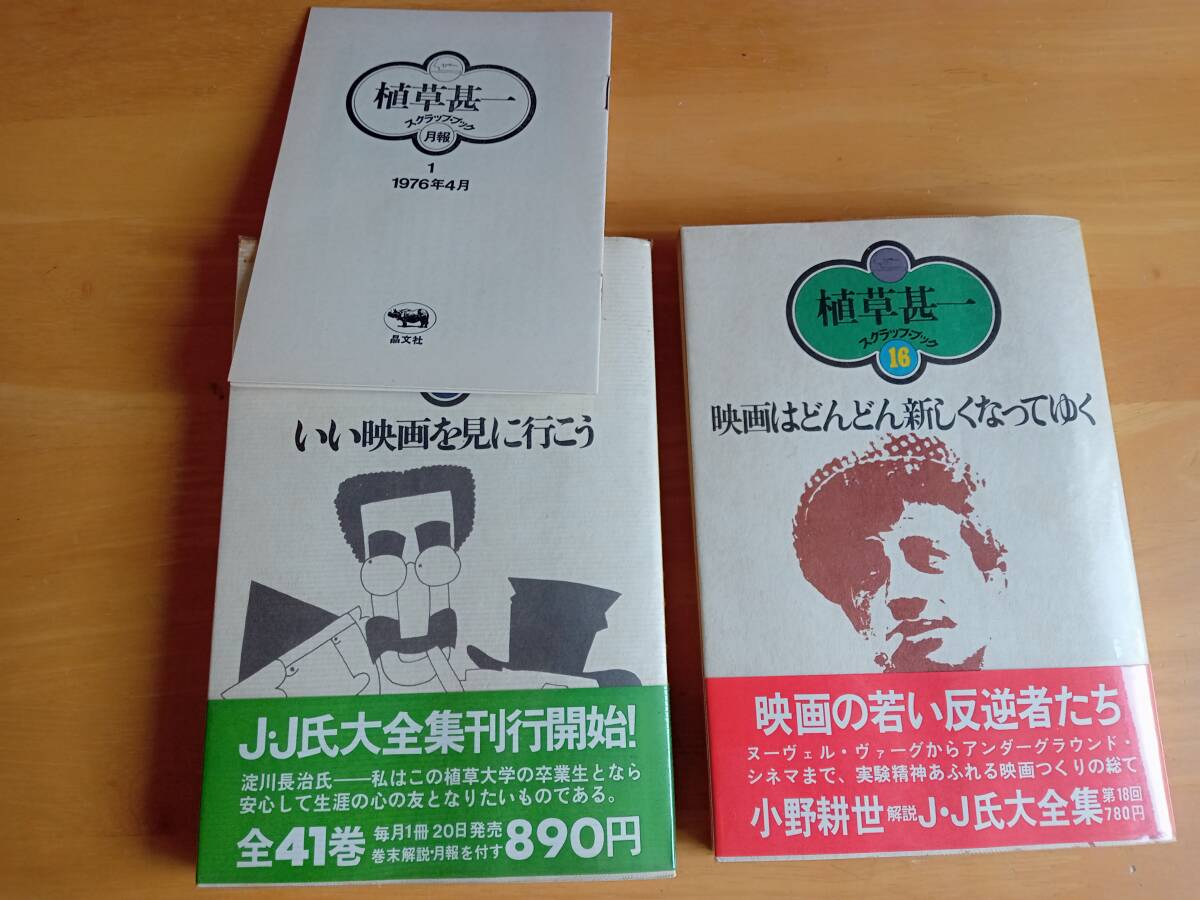 植草甚一
スクラップ・ブック
月報
1
1976年4月
晶文社
いい映画を見に行こう
J・J氏大全集刊行開始!
淀川長治氏――私はこの植草大学の卒業生となら
安心して生涯の心の友となりたいものである。
全41巻 毎月1冊 20日発売
巻末解説・月報を付す 890円
植草甚一
スクラップ・ブック
16
映画はどんどん新しくなってゆく
映画の若い反逆者たち
ヌーヴェル・ヴァーグからアンダーグラウンド・
シネマまで、実験精神あふれる映画つくりの総て
小野耕世 解説 J・J氏大全集 第18回
780円